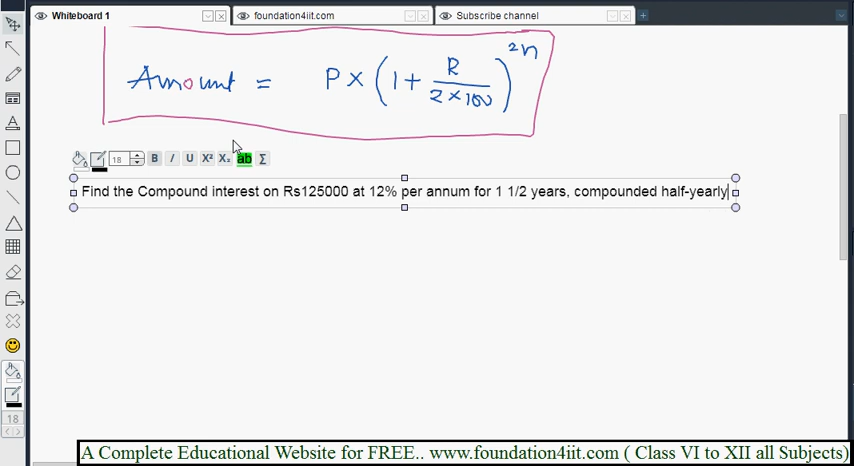 Whiteboard 1
foundation4iit.com
Subscribe channel
Amount = P × (1 + R / 2 × 100)^2n
18 B / U X² X₂ ab Σ
Find the Compound interest on Rs125000 at 12% per annum for 1 1/2 years, compounded half-yearly
18
A Complete Educational Website for FREE.. www.foundation4iit.com ( Class VI to XII all Subjects)